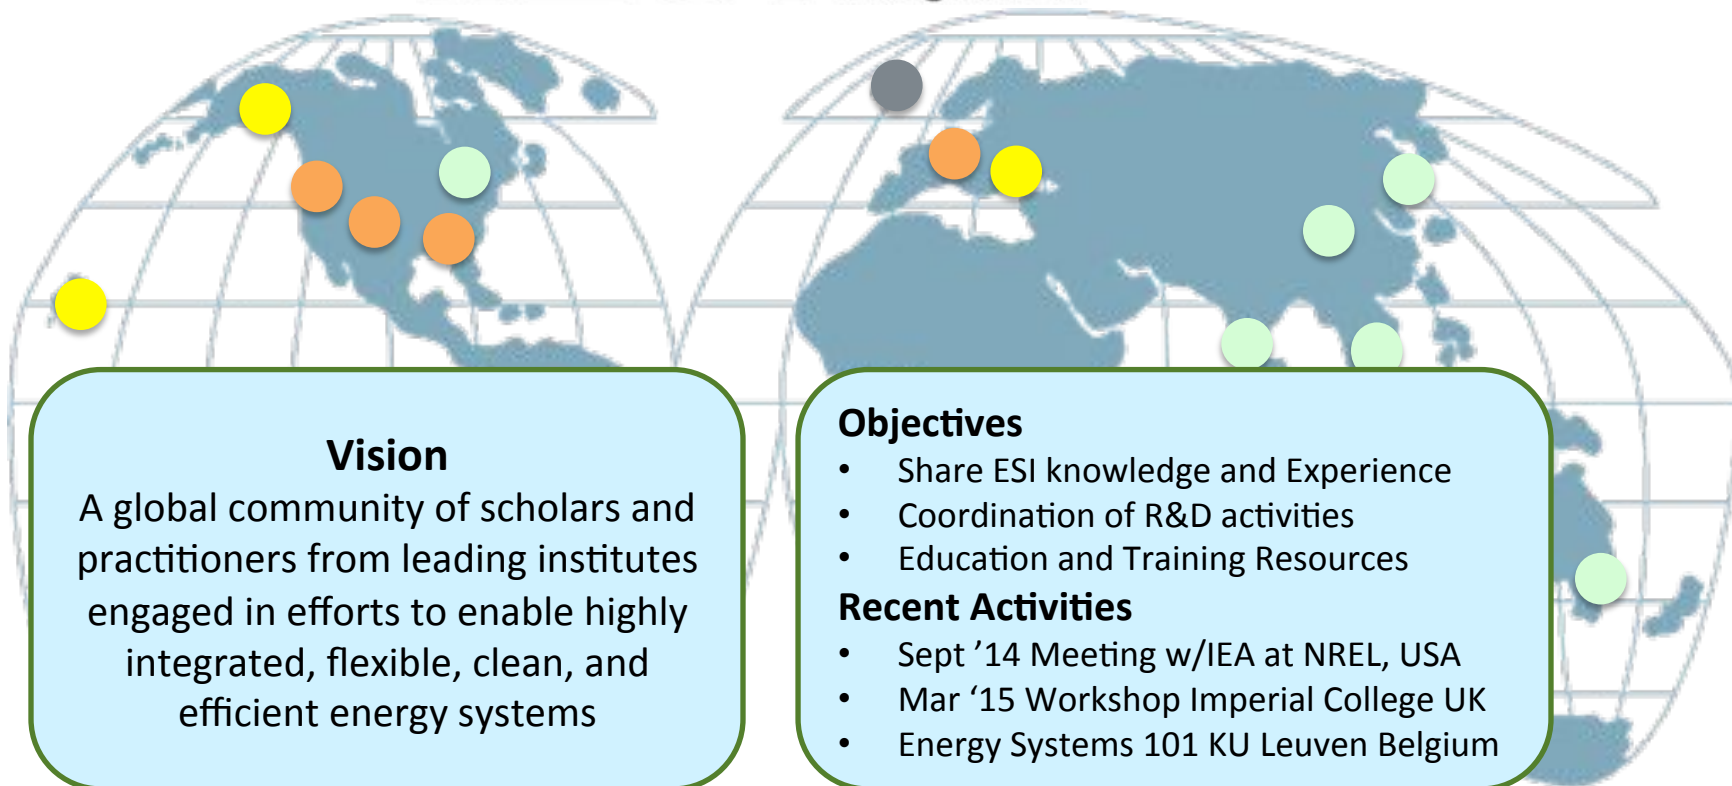 Vision
A global community of scholars and
practitioners from leading institutes
engaged in efforts to enable highly
integrated, flexible, clean, and
efficient energy systems
Objectives
• Share ESI knowledge and Experience
• Coordination of R&D activities
• Education and Training Resources
Recent Activities
• Sept ’14 Meeting w/IEA at NREL, USA
• Mar ‘15 Workshop Imperial College UK
• Energy Systems 101 KU Leuven Belgium